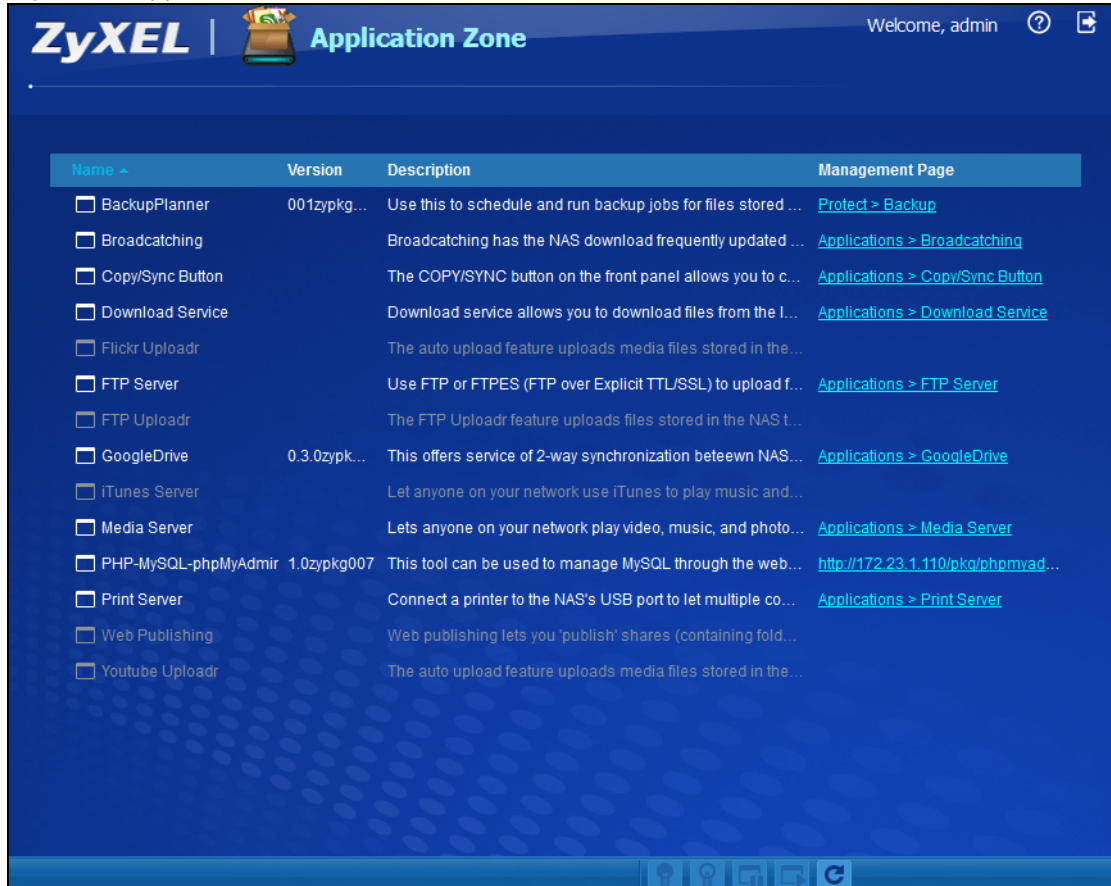 ZyXEL | Application Zone Welcome, admin
Name Version Description Management Page
BackupPlanner 001zypkg... Use this to schedule and run backup jobs for files stored ... Protect > Backup
Broadcatching Broadcatching has the NAS download frequently updated ... Applications > Broadcatching
Copy/Sync Button The COPY/SYNC button on the front panel allows you to c... Applications > Copy/Sync Button
Download Service Download service allows you to download files from the I... Applications > Download Service
Flickr Uploadr The auto upload feature uploads media files stored in the...
FTP Server Use FTP or FTPES (FTP over Explicit TTL/SSL) to upload f... Applications > FTP Server
FTP Uploadr The FTP Uploadr feature uploads files stored in the NAS t...
GoogleDrive 0.3.0zypk... This offers service of 2-way synchronization beteewn NAS... Applications > GoogleDrive
iTunes Server Let anyone on your network use iTunes to play music and...
Media Server Lets anyone on your network play video, music, and photo... Applications > Media Server
PHP-MySQL-phpMyAdmir 1.0zypkg007 This tool can be used to manage MySQL through the web... http://172.23.1.110/pkg/phpmyad...
Print Server Connect a printer to the NAS's USB port to let multiple co... Applications > Print Server
Web Publishing Web publishing lets you 'publish' shares (containing fold...
Youtube Uploadr The auto upload feature uploads media files stored in the...